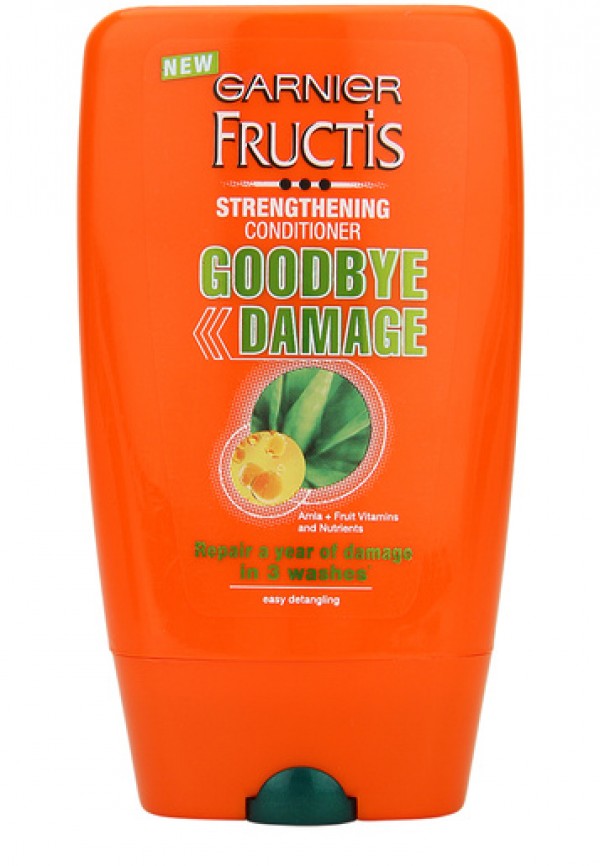 NEW
GARNIER
FRUCTiS
STRENGTHENING
CONDITIONER
GOODBYE
DAMAGE
Amla + Fruit Vitamins
and Nutrients
Repair a year of damage
in 3 washes*
easy detangling